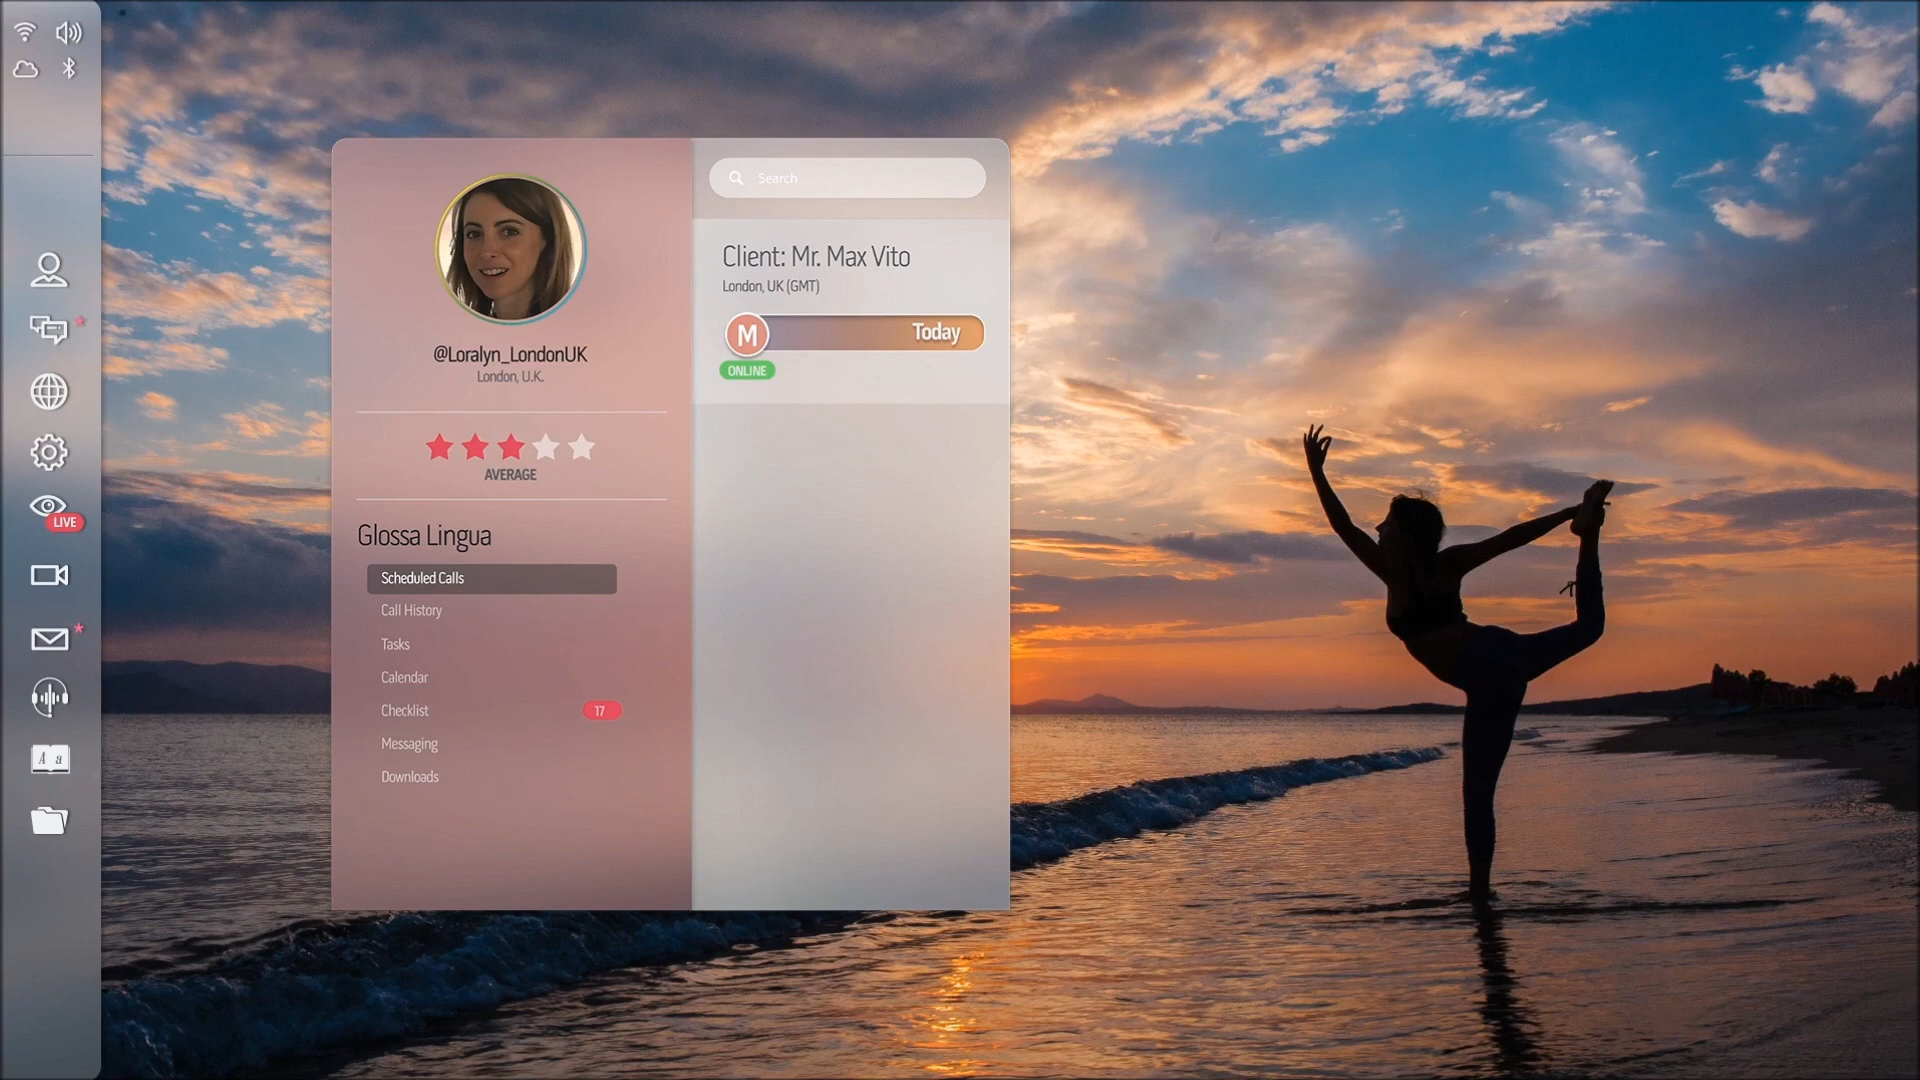 LIVE
A a
@Loralyn_LondonUK
London, U.K.
AVERAGE
Glossa Lingua
Scheduled Calls
Call History
Tasks
Calendar
Checklist 17
Messaging
Downloads
Search
Client: Mr. Max Vito
London, UK (GMT)
M Today
ONLINE